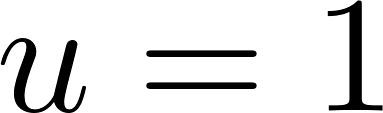 u = 1